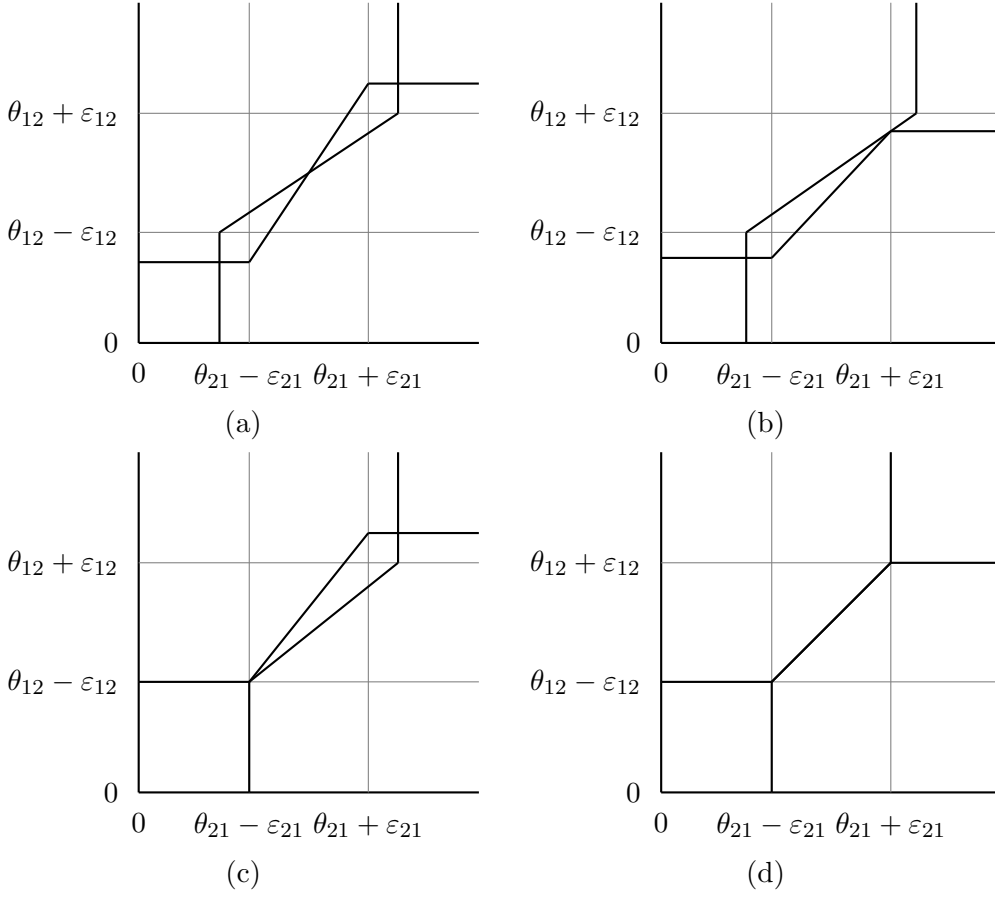 θ₁₂ + ε₁₂ θ₁₂ + ε₁₂
θ₁₂ − ε₁₂ θ₁₂ − ε₁₂
0 0
0 θ₂₁ − ε₂₁ θ₂₁ + ε₂₁ 0 θ₂₁ − ε₂₁ θ₂₁ + ε₂₁
(a) (b)
θ₁₂ + ε₁₂ θ₁₂ + ε₁₂
θ₁₂ − ε₁₂ θ₁₂ − ε₁₂
0 0
0 θ₂₁ − ε₂₁ θ₂₁ + ε₂₁ 0 θ₂₁ − ε₂₁ θ₂₁ + ε₂₁
(c) (d)